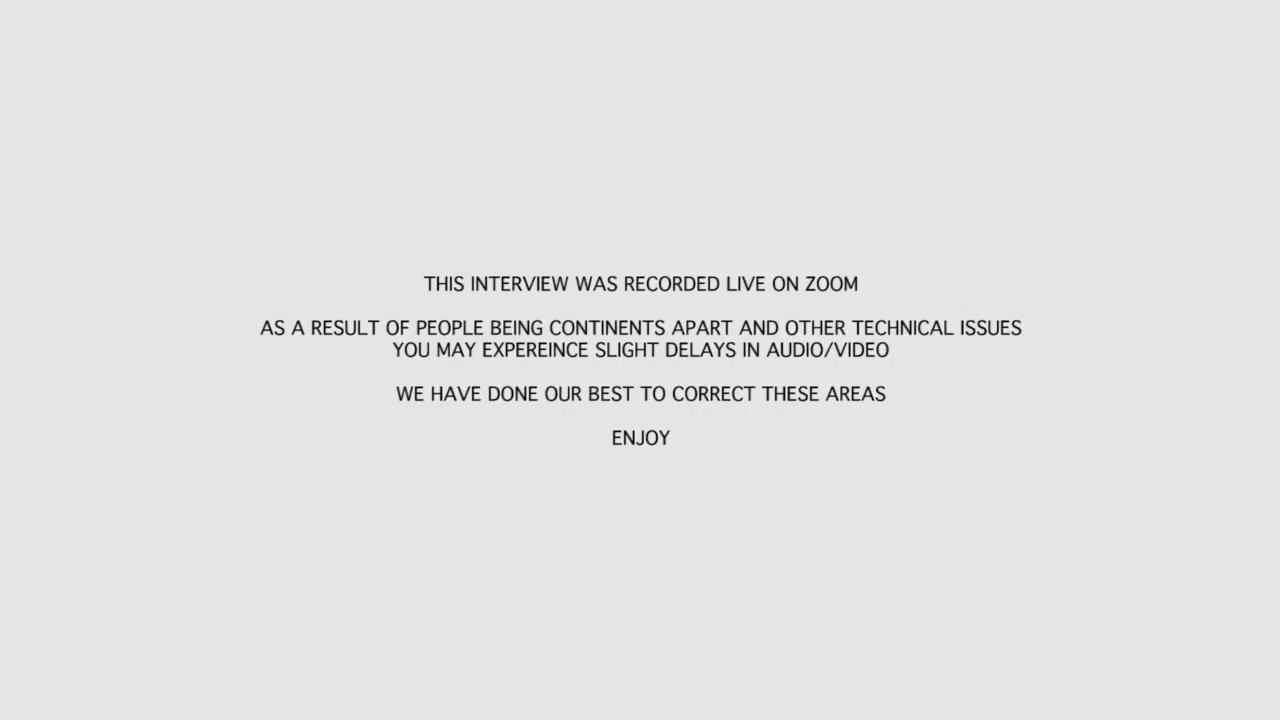 THIS INTERVIEW WAS RECORDED LIVE ON ZOOM
AS A RESULT OF PEOPLE BEING CONTINENTS APART AND OTHER TECHNICAL ISSUES
YOU MAY EXPEREINCE SLIGHT DELAYS IN AUDIO/VIDEO
WE HAVE DONE OUR BEST TO CORRECT THESE AREAS
ENJOY